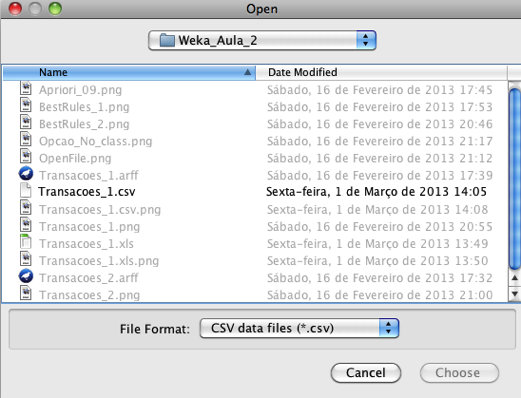 Open
Weka_Aula_2
Name Date Modified
Apriori_09.png Sábado, 16 de Fevereiro de 2013 17:45
BestRules_1.png Sábado, 16 de Fevereiro de 2013 17:53
BestRules_2.png Sábado, 16 de Fevereiro de 2013 20:46
Opcao_No_class.png Sábado, 16 de Fevereiro de 2013 21:17
OpenFile.png Sábado, 16 de Fevereiro de 2013 21:12
Transacoes_1.arff Sábado, 16 de Fevereiro de 2013 17:39
Transacoes_1.csv Sexta-feira, 1 de Março de 2013 14:05
Transacoes_1.csv.png Sexta-feira, 1 de Março de 2013 14:08
Transacoes_1.png Sábado, 16 de Fevereiro de 2013 20:55
Transacoes_1.xls Sexta-feira, 1 de Março de 2013 13:49
Transacoes_1.xls.png Sexta-feira, 1 de Março de 2013 13:50
Transacoes_2.arff Sábado, 16 de Fevereiro de 2013 17:32
Transacoes_2.png Sábado, 16 de Fevereiro de 2013 21:00
File Format: CSV data files (*.csv)
Cancel Choose